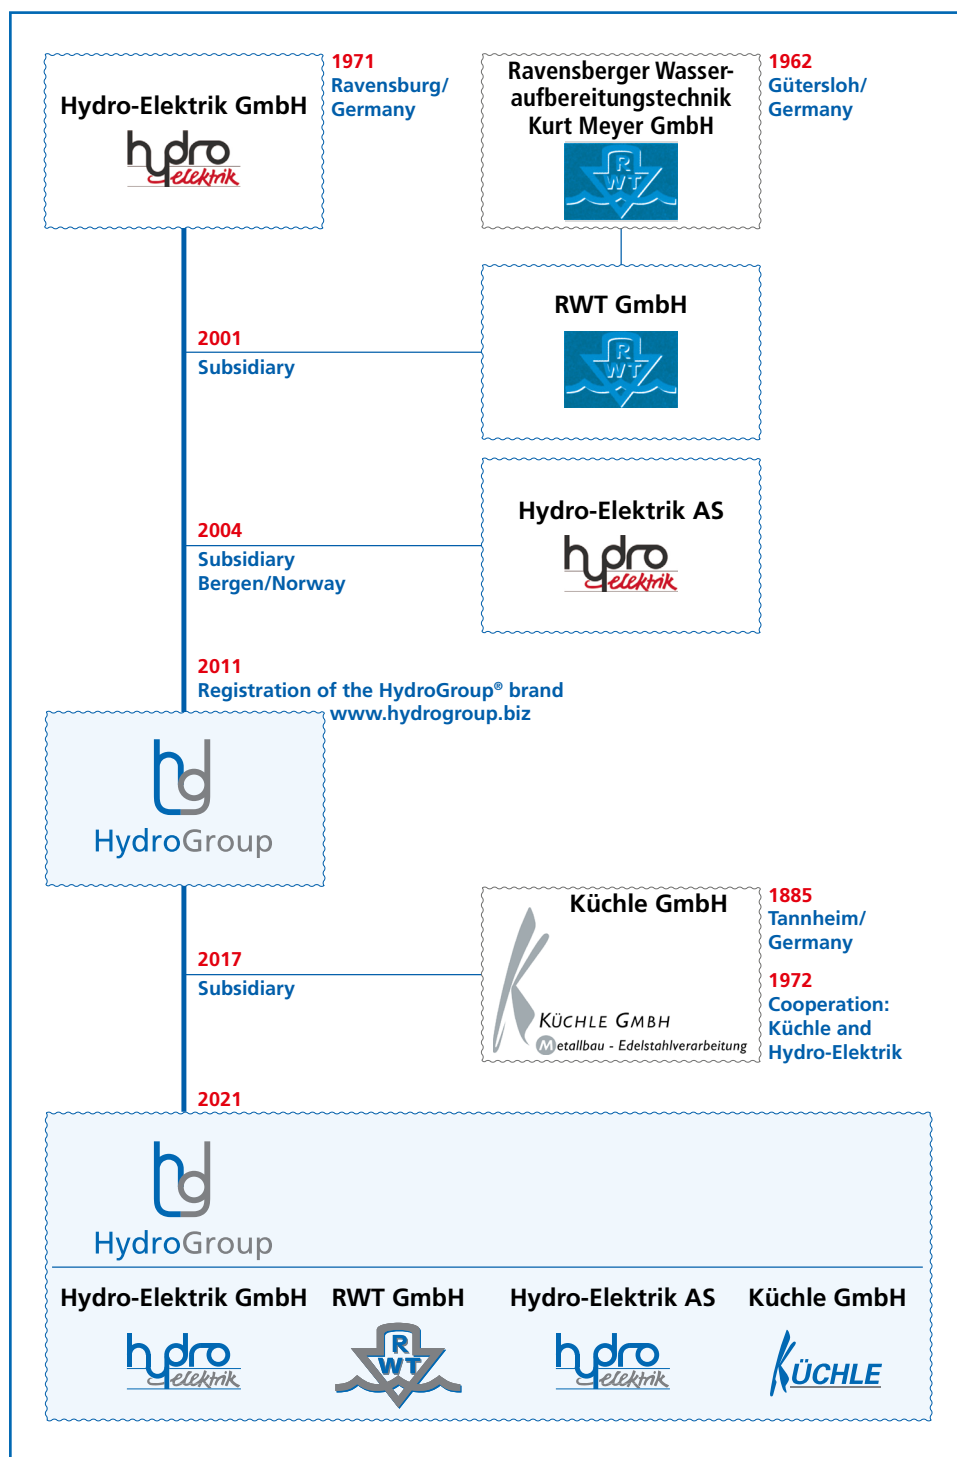 Hydro-Elektrik GmbH
hydro
elektrik
1971
Ravensburg/
Germany
Ravensberger Wasser-
aufbereitungstechnik
Kurt Meyer GmbH
R
WT
1962
Gütersloh/
Germany
RWT GmbH
R
WT
2001
Subsidiary
Hydro-Elektrik AS
hydro
elektrik
2004
Subsidiary
Bergen/Norway
2011
Registration of the HydroGroup® brand
www.hydrogroup.biz
HydroGroup
Küchle GmbH
KÜCHLE GMBH
Metallbau - Edelstahlverarbeitung
1885
Tannheim/
Germany
1972
Cooperation:
Küchle and
Hydro-Elektrik
2017
Subsidiary
2021
HydroGroup
Hydro-Elektrik GmbH RWT GmbH Hydro-Elektrik AS Küchle GmbH
hydro
elektrik
R
WT
hydro
elektrik
KÜCHLE